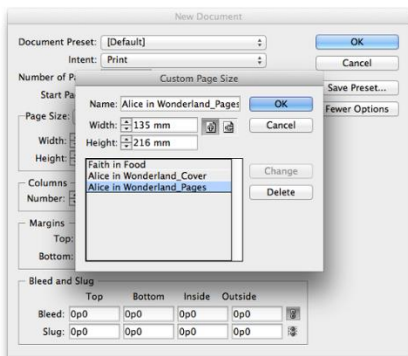 New Document
Document Preset: [Default]
OK
Intent: Print
Cancel
Number of Pa
Custom Page Size
Save Preset...
Start Pa
Name: Alice in Wonderland_Pages
OK
Fewer Options
Page Size:
Width: 135 mm
Cancel
Width:
Height: 216 mm
Height:
Faith in Food
Change
Columns
Alice in Wonderland_Cover
Number:
Alice in Wonderland_Pages
Delete
Margins
Top:
Bottom:
Bleed and Slug
Top Bottom Inside Outside
Bleed: 0p0 0p0 0p0 0p0
Slug: 0p0 0p0 0p0 0p0